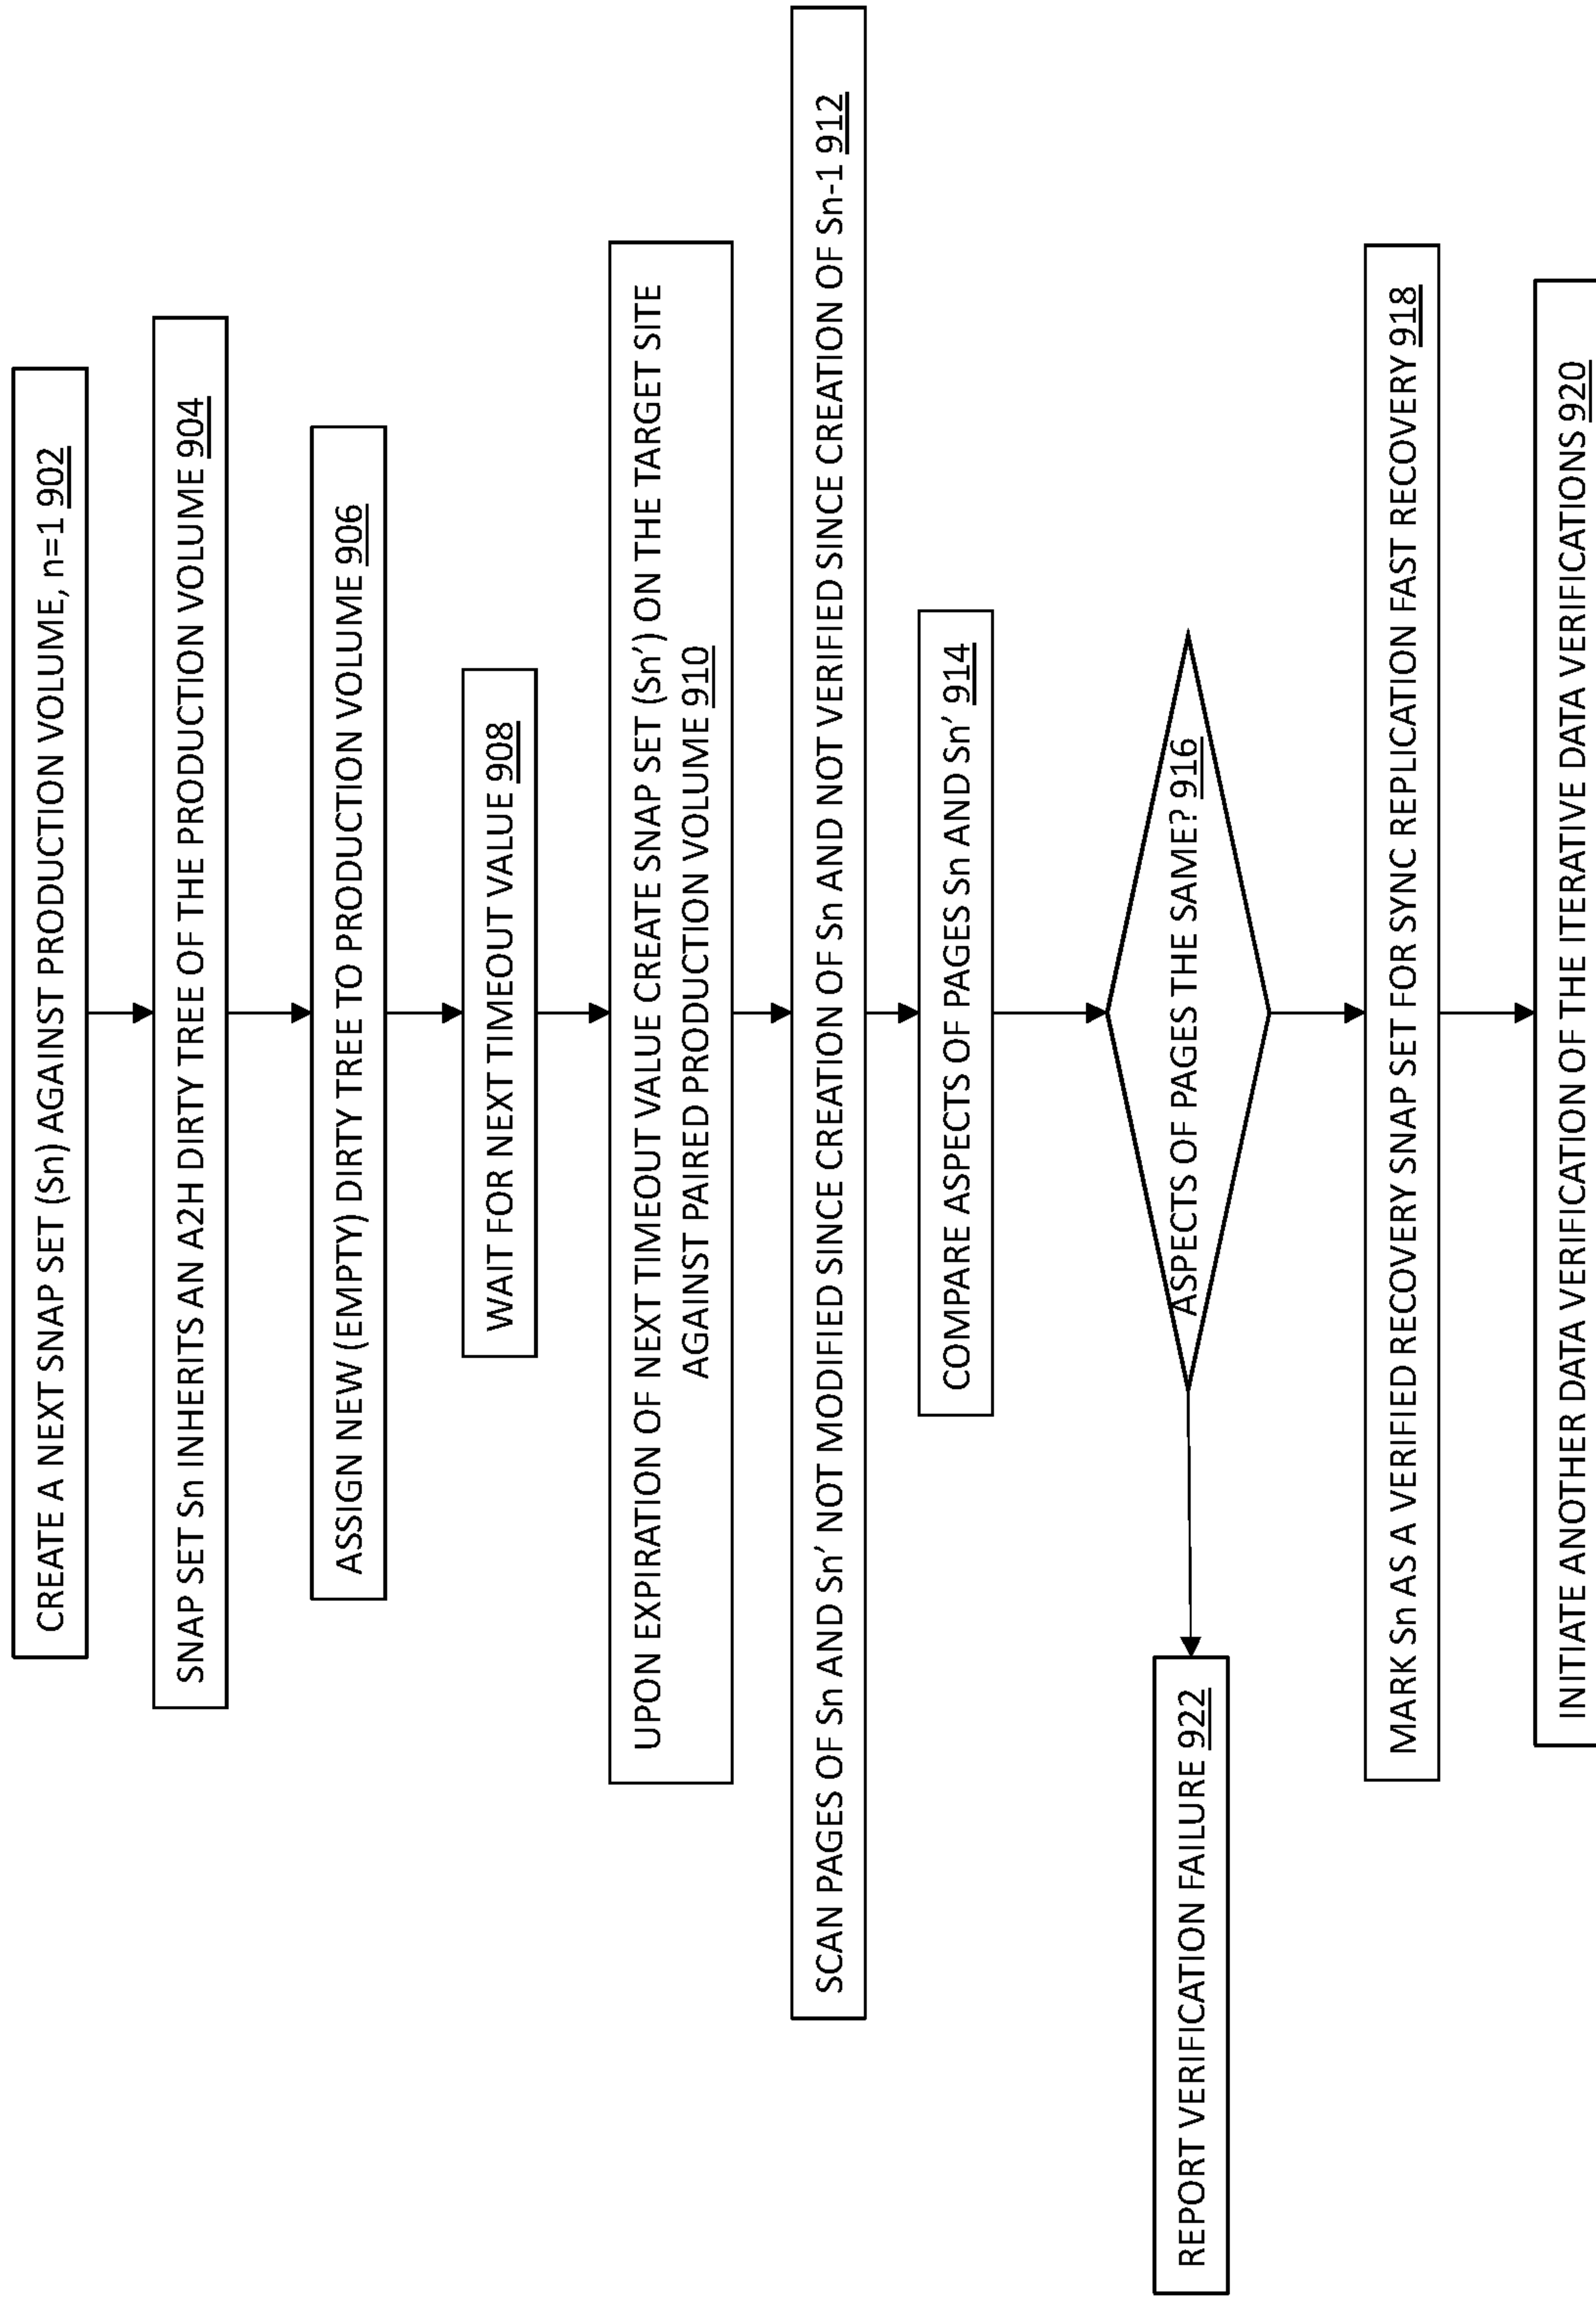 CREATE A NEXT SNAP SET (Sn) AGAINST PRODUCTION VOLUME, n=1 902
SNAP SET Sn INHERITS AN A2H DIRTY TREE OF THE PRODUCTION VOLUME 904
ASSIGN NEW (EMPTY) DIRTY TREE TO PRODUCTION VOLUME 906
WAIT FOR NEXT TIMEOUT VALUE 908
UPON EXPIRATION OF NEXT TIMEOUT VALUE CREATE SNAP SET (Sn’) ON THE TARGET SITE
AGAINST PAIRED PRODUCTION VOLUME 910
SCAN PAGES OF Sn AND Sn’ NOT MODIFIED SINCE CREATION OF Sn AND NOT VERIFIED SINCE CREATION OF Sn-1 912
COMPARE ASPECTS OF PAGES Sn AND Sn’ 914
ASPECTS OF PAGES THE SAME? 916
REPORT VERIFICATION FAILURE 922
MARK Sn AS A VERIFIED RECOVERY SNAP SET FOR SYNC REPLICATION FAST RECOVERY 918
INITIATE ANOTHER DATA VERIFICATION OF THE ITERATIVE DATA VERIFICATIONS 920